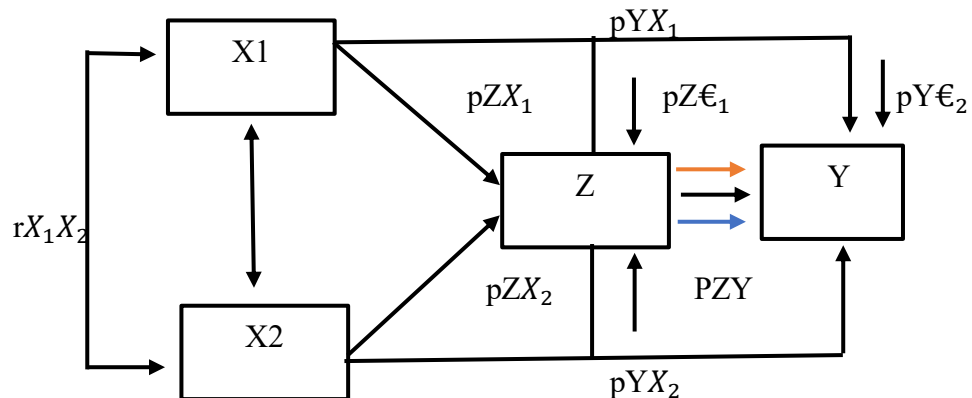 pYX₁
X1
pZX₁
pZ€₁
pY€₂
Z
Y
rX₁X₂
pZX₂
PZY
X2
pYX₂